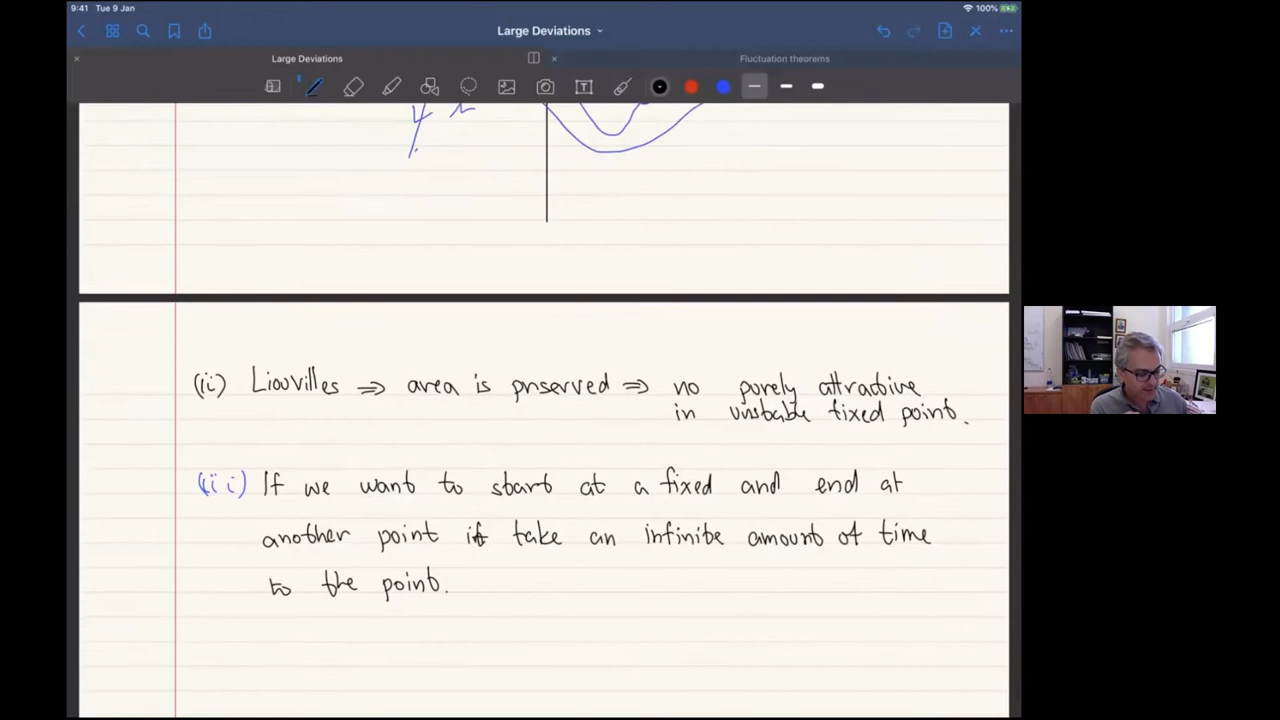 9:41 Tue 9 Jan
100%
Large Deviations
Large Deviations
Fluctuation theorems
(ii) Liouvilles ⇒ area is preserved ⇒ no purely attractive
in unstable fixed point.
(iii) If we want to start at a fixed and end at
another point it take an infinite amount of time
to the point.